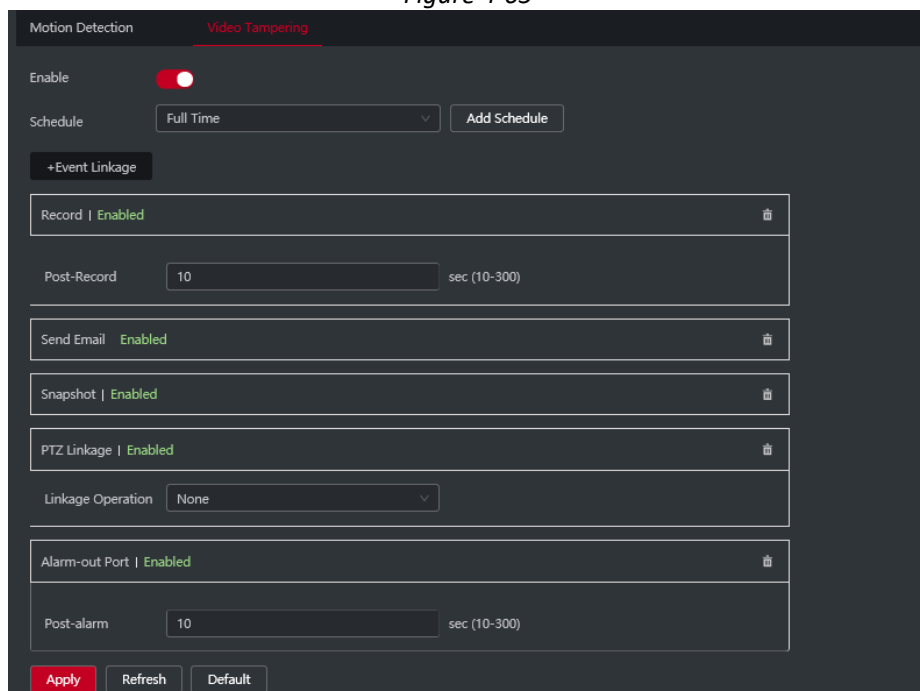 Motion Detection Video Tampering
Enable
Schedule Full Time Add Schedule
+Event Linkage
Record | Enabled
Post-Record 10 sec (10-300)
Send Email Enabled
Snapshot | Enabled
PTZ Linkage | Enabled
Linkage Operation None
Alarm-out Port | Enabled
Post-alarm 10 sec (10-300)
Apply Refresh Default